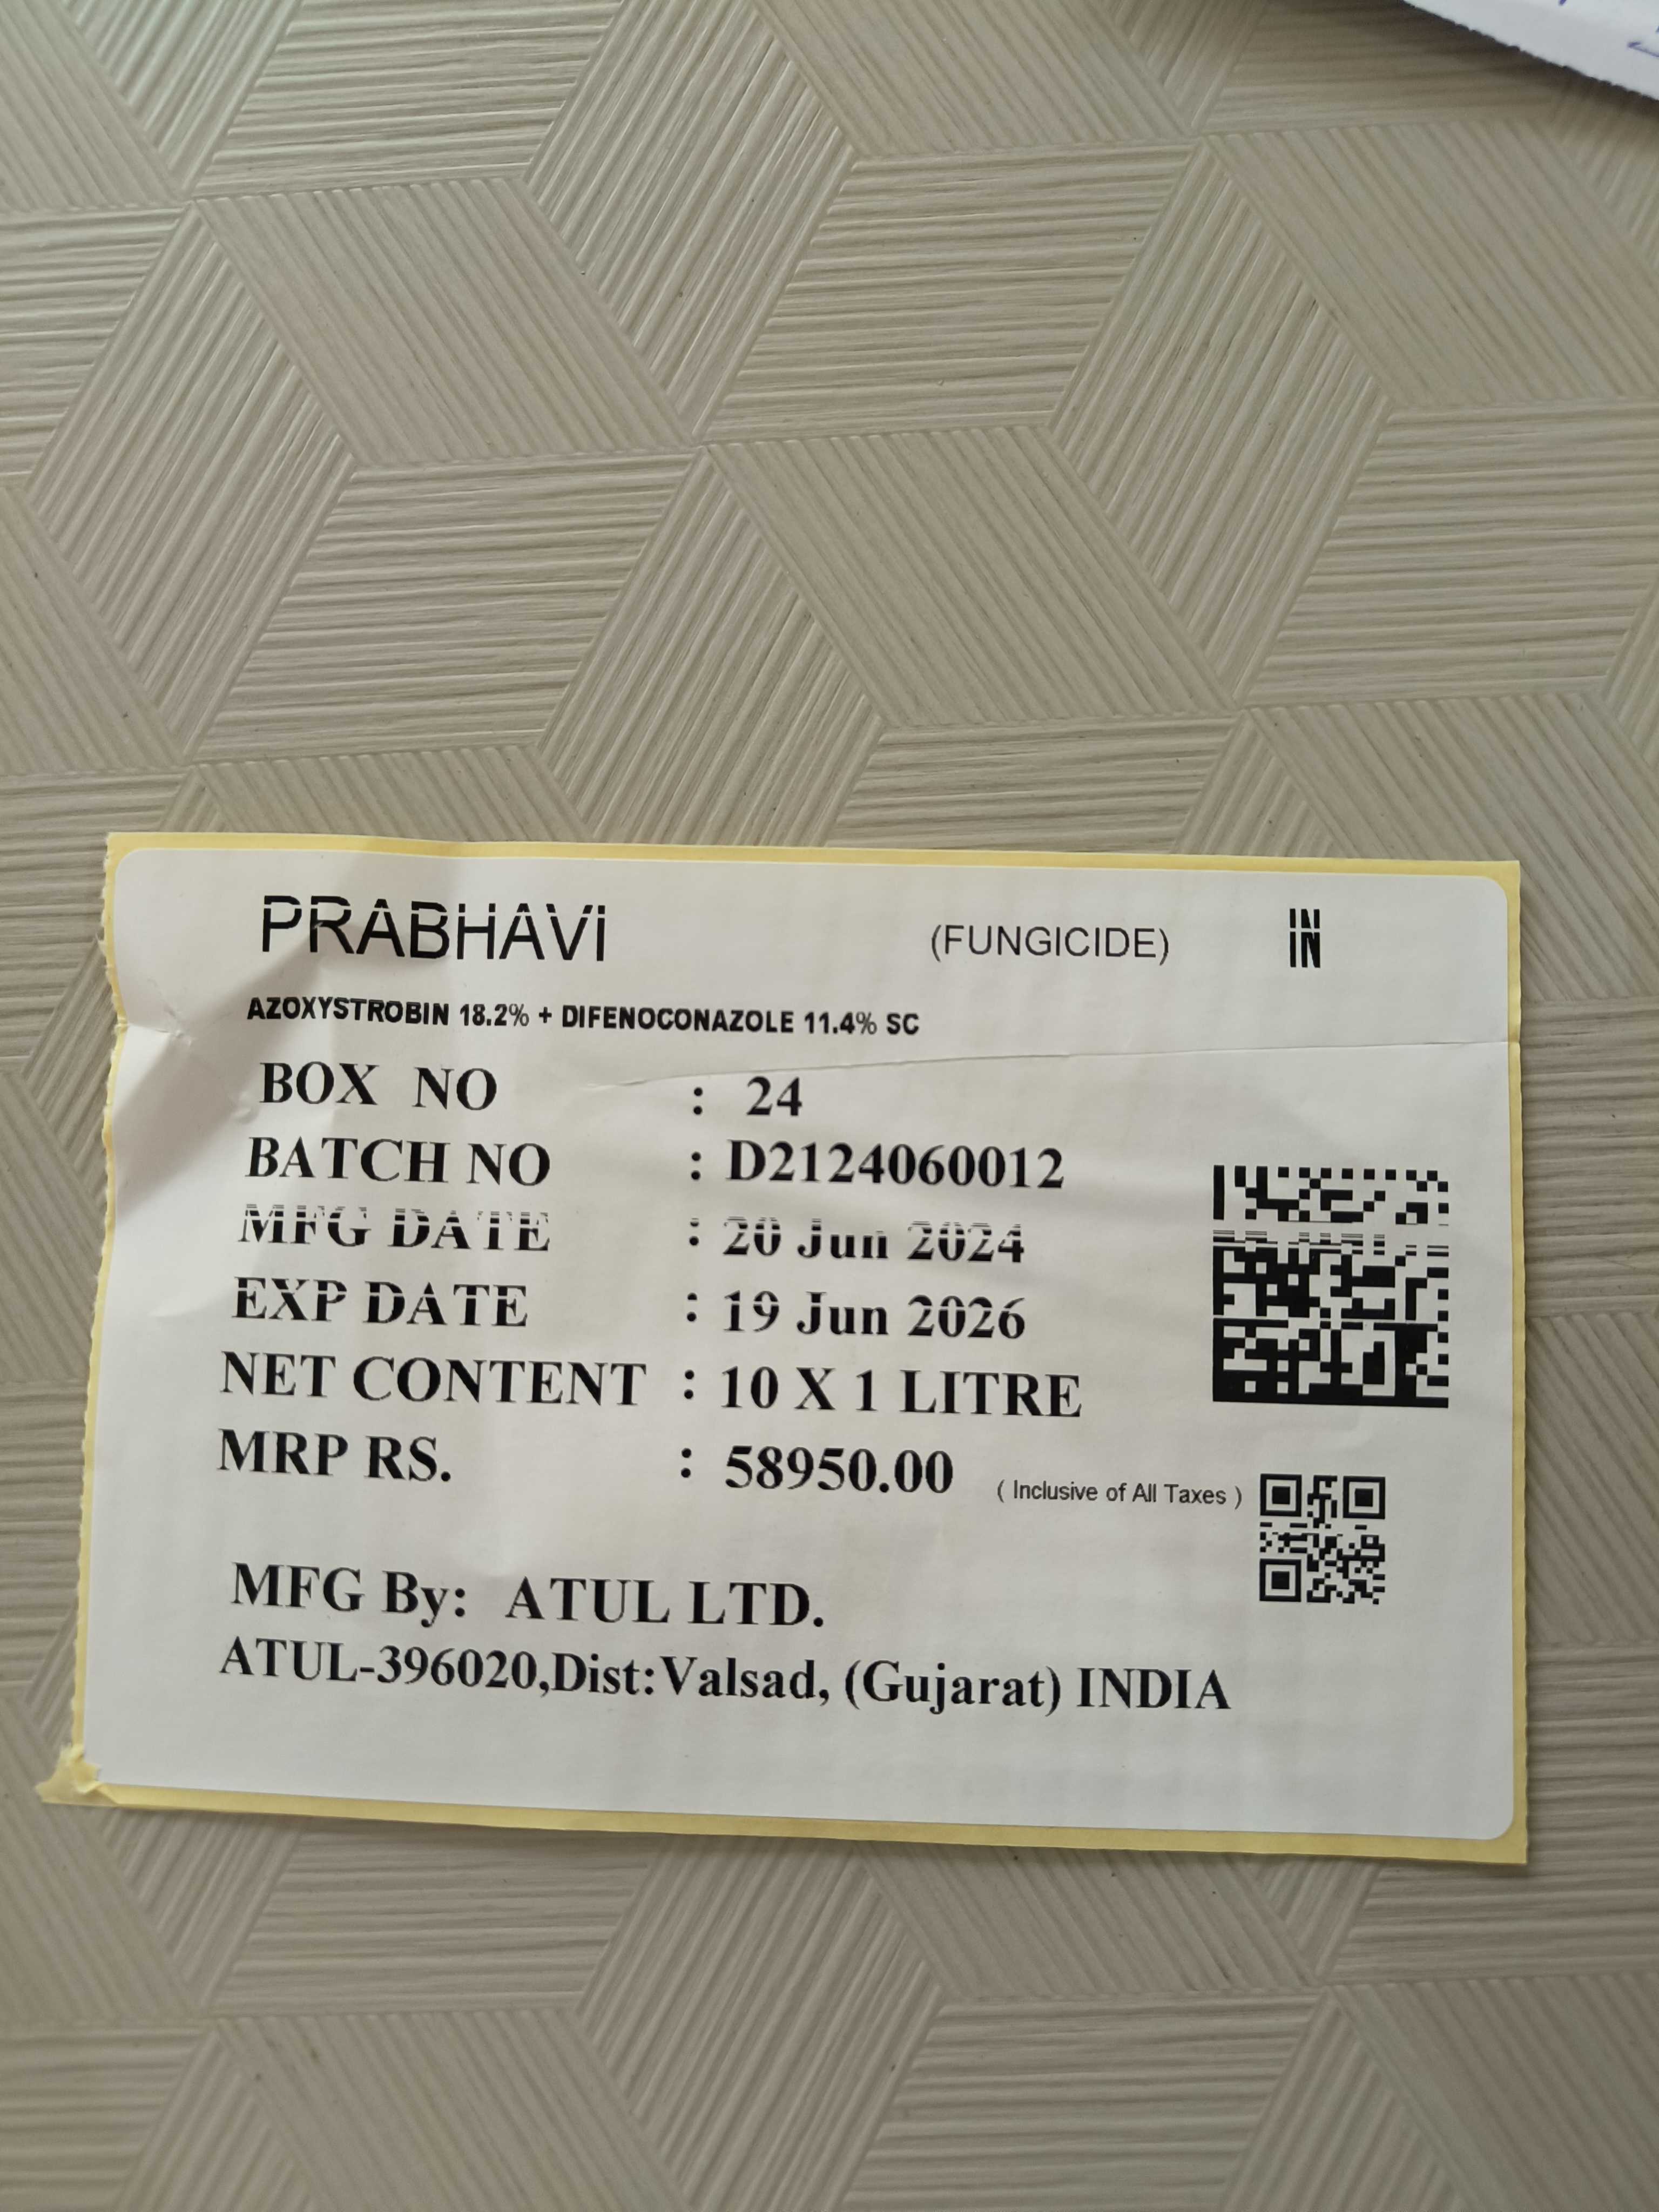 PRABHAVi (FUNGICIDE) IN
IN
AZOXYSTROBIN 18.2% + DIFENOCONAZOLE 11.4% SC
BOX NO : 24
BATCH NO : D2124060012
MFG DATE : 20 Jun 2024
EXP DATE : 19 Jun 2026
NET CONTENT : 10 X 1 LITRE
MRP RS. : 58950.00 ( Inclusive of All Taxes )
MFG By: ATUL LTD.
ATUL-396020,Dist:Valsad, (Gujarat) INDIA